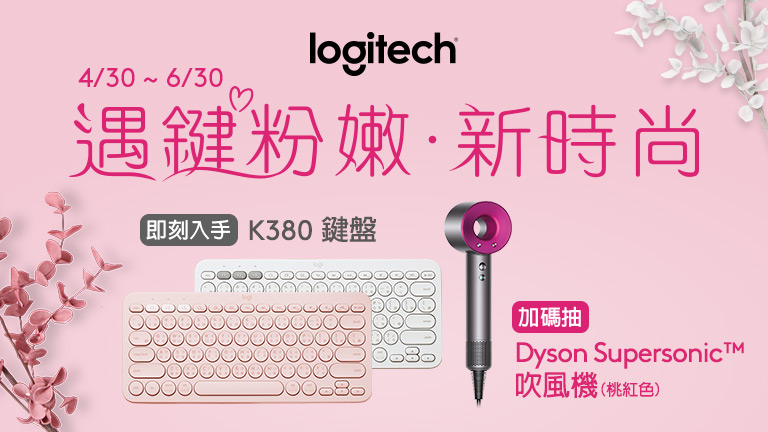 logitech
4/30 ~ 6/30
遇鍵粉嫩·新時尚
即刻入手 K380 鍵盤
加碼抽
Dyson Supersonic™
吹風機(桃紅色)